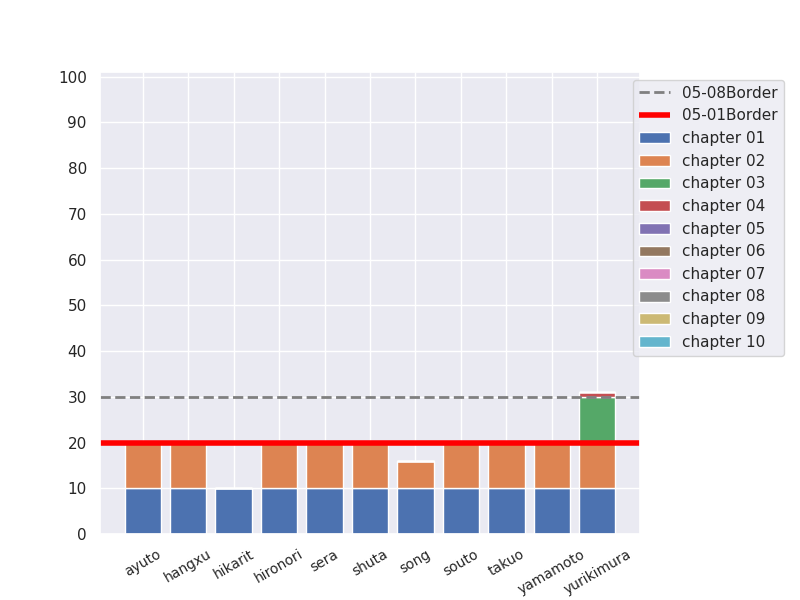 100
90
80
70
60
50
40
30
20
10
0
ayuto
hangxu
hikarit
hironori
sera
shuta
song
souto
takuo
yamamoto
yurikimura
05-08Border
05-01Border
chapter 01
chapter 02
chapter 03
chapter 04
chapter 05
chapter 06
chapter 07
chapter 08
chapter 09
chapter 10